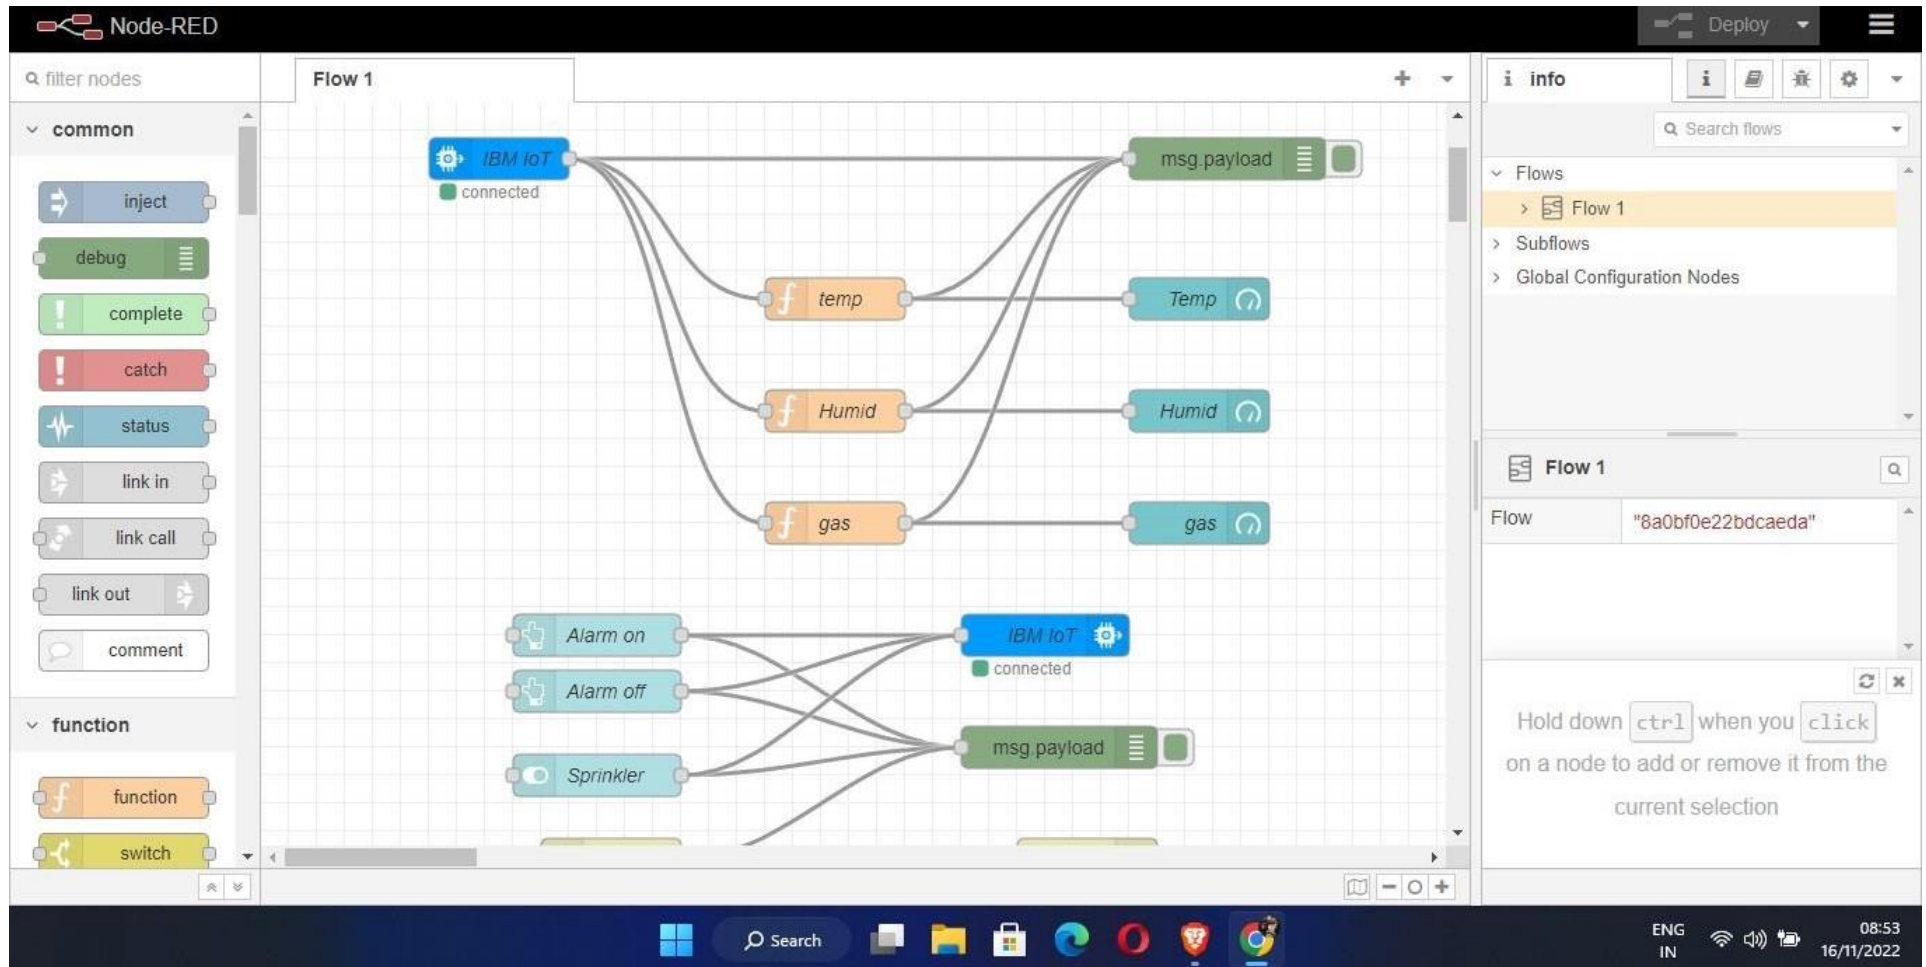 Node-RED
Deploy
filter nodes
Flow 1
info
common
Search flows
IBM IoT
connected
msg.payload
Flows
Flow 1
Subflows
Global Configuration Nodes
inject
debug
complete
catch
status
link in
link call
link out
comment
temp
Temp
Humid
Humid
gas
gas
Flow 1
Flow
"8a0bf0e22bdcaeda"
Alarm on
IBM IoT
connected
Alarm off
msg.payload
Sprinkler
function
function
switch
Hold down ctrl when you click
on a node to add or remove it from the
current selection
Search
ENG
IN
08:53
16/11/2022